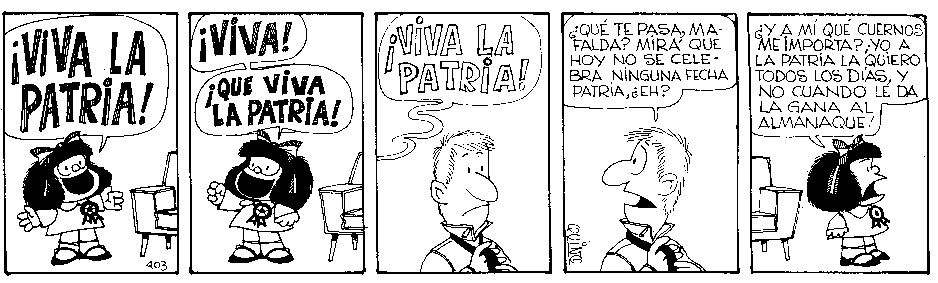 ¡VIVA LA
PATRIA!
403
¡VIVA!
¡QUE VIVA
LA PATRIA!
¡VIVA LA
PATRIA!
¿QUÉ TE PASA, MA-
FALDA? MIRÁ QUE
HOY NO SE CELE-
BRA NINGUNA FECHA
PATRIA, ¿EH?
QUINO
¿Y A MÍ QUÉ CUERNOS
ME IMPORTA? ¡YO A
LA PATRIA LA QUIERO
TODOS LOS DÍAS, Y
NO CUANDO LE DA
LA GANA AL
ALMANAQUE!